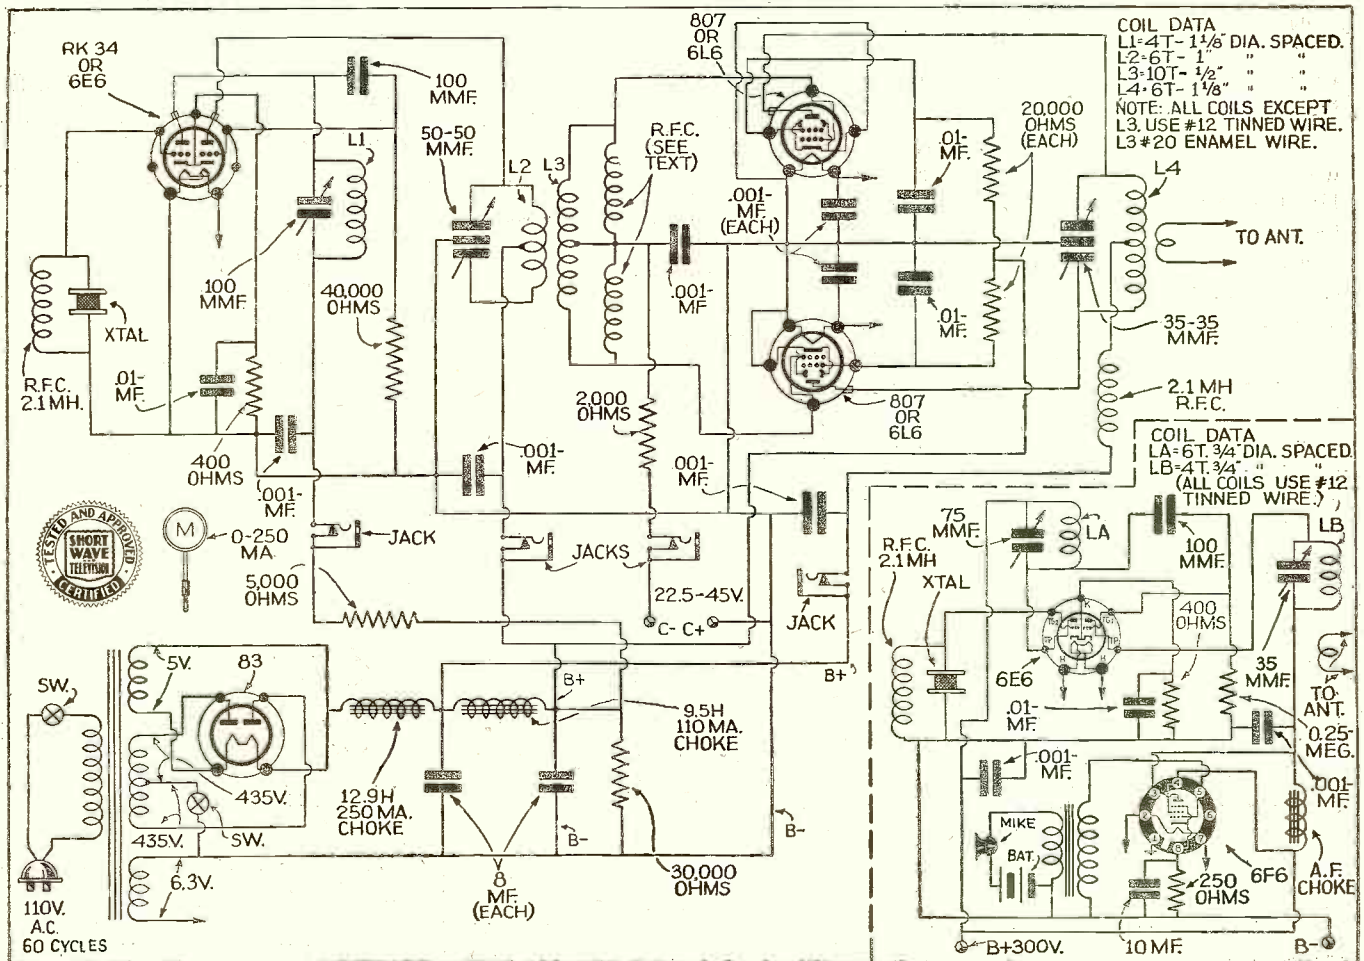 RK 34
OR
6E6
100
MMF.
L1
50-50
MMF.
L2
L3
R.F.C.
(SEE
TEXT)
807
OR
6L6
.01-
MF.
20,000
OHMS
(EACH)
COIL DATA
L1=4T- 1 1/8" DIA. SPACED.
L-2=6T- 1" " "
L3=10T- 1/2" " "
L4=6T- 1 1/8" " "
NOTE: ALL COILS EXCEPT
L3, USE #12 TINNED WIRE.
L3 #20 ENAMEL WIRE.
L4
.001-
MF.
(EACH)
TO ANT.
100
MMF.
40,000
OHMS
.001-
MF.
.01-
MF.
35-35
MMF.
XTAL
R.F.C.
2.1 MH.
.01-
MF.
2,000
OHMS
807
OR
6L6
2.1 MH
R.F.C.
400
OHMS
.001-
MF.
.001-
MF.
.001-
MF.
COIL DATA
LA=6T. 3/4" DIA. SPACED
LB=4T. 3/4" " "
(ALL COILS USE #12
TINNED WIRE.)
TESTED AND APPROVED
SHORT
WAVE
&
TELEVISION
CERTIFIED
M
0-250
MA.
JACK
JACKS
5,000
OHMS
22.5-45V.
C- C+
JACK
R.F.C.
2.1 MH
XTAL
75
MMF.
LA
100
MMF.
LB
K
6E6
H H
400
OHMS
35
MMF.
TO
ANT.
.01-
MF.
0.25-
MEG.
.001-
MF.
.001-
MF.
SW.
5V.
83
435V.
435V.
SW.
6.3V.
110V.
A.C.
60 CYCLES
12.9H
250 MA.
CHOKE
B+
9.5H
110 MA.
CHOKE
B+
B-
B-
8
MF.
(EACH)
30,000
OHMS
MIKE
BAT.
1 2 3 4 5 6 7 8
6F6
250
OHMS
A.F.
CHOKE
10 MF.
B+300V.
B-